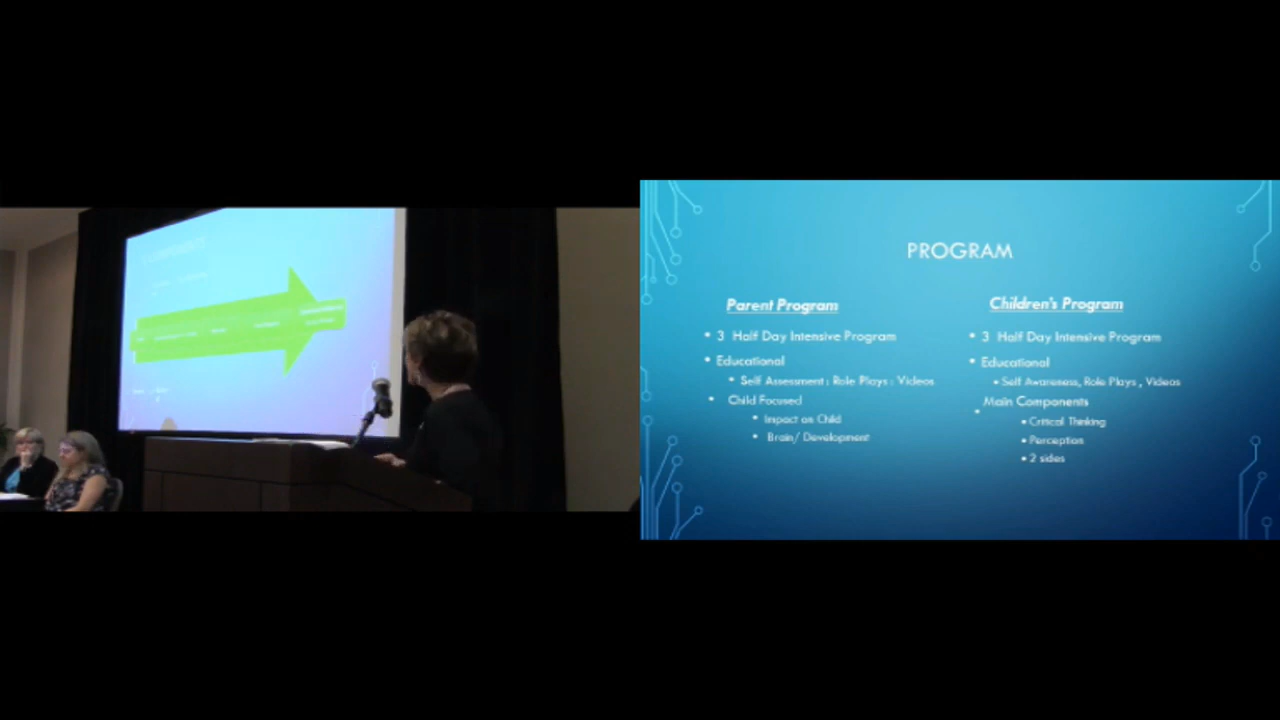 PROGRAM
Parent Program
• 3 Half Day Intensive Program
• Educational
• Self Assessment ; Role Plays ; Videos
• Child Focused
• Impact on Child
• Brain/ Development
Children's Program
• 3 Half Day Intensive Program
• Educational
• Self Awareness, Role Plays , Videos
• Main Components
• Critical Thinking
• Perception
• 2 sides